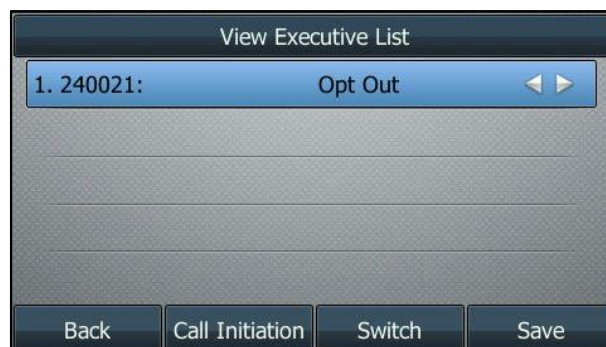 View Executive List
1. 240021: Opt Out
Back Call Initiation Switch Save